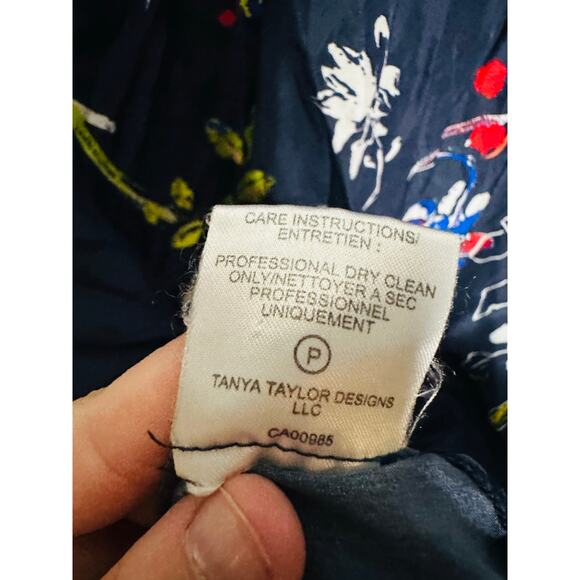 CARE INSTRUCTIONS/
ENTRETIEN :
PROFESSIONAL DRY CLEAN
ONLY/NETTOYER A SEC
PROFESSIONNEL
UNIQUEMENT
P
TANYA TAYLOR DESIGNS
LLC
CA00985